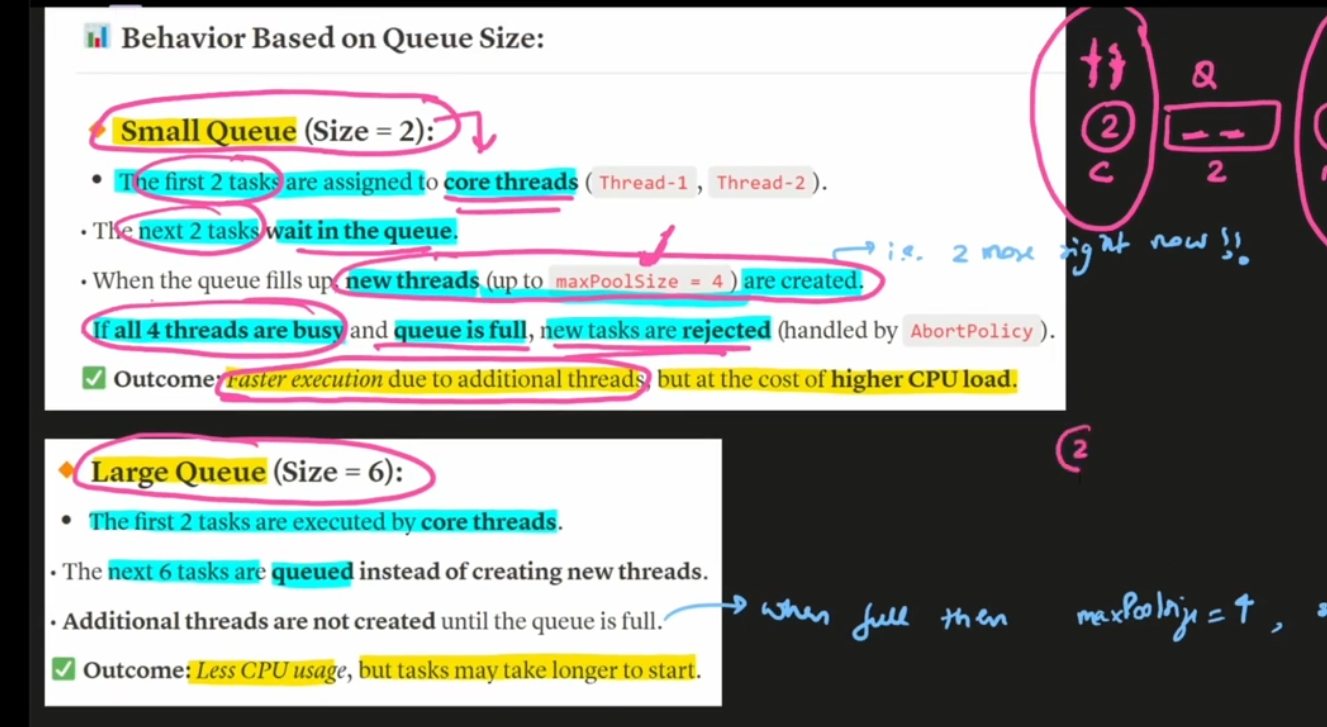 📊 Behavior Based on Queue Size:
🔸 Small Queue (Size = 2):
• The first 2 tasks are assigned to core threads ( Thread-1 , Thread-2 ).
· The next 2 tasks wait in the queue.
· When the queue fills up, new threads (up to maxPoolSize = 4 ) are created.
If all 4 threads are busy and queue is full, new tasks are rejected (handled by AbortPolicy ).
✅ Outcome: Faster execution due to additional threads, but at the cost of higher CPU load.
2
C
Q
2
i.e. 2 more right now !!
🔸 Large Queue (Size = 6):
• The first 2 tasks are executed by core threads.
· The next 6 tasks are queued instead of creating new threads.
· Additional threads are not created until the queue is full.
✅ Outcome: Less CPU usage, but tasks may take longer to start.
2
when full then maxPoolsize = 4 ,